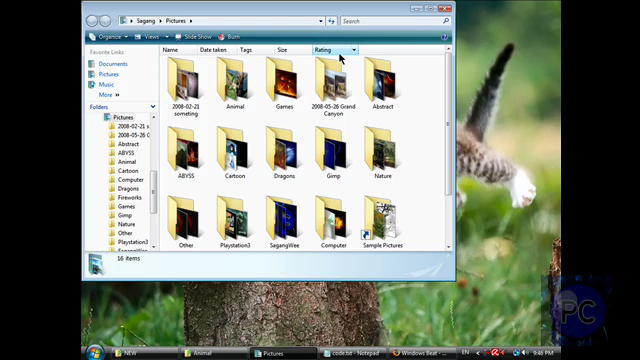 Sagang ▸ Pictures ▸
Search
Organize Views Slide Show Burn
Favorite Links
Documents
Pictures
Music
More »
Folders
Pictures
2008-02-21 s
2008-05-26 G
Abstract
ABYSS
Animal
Cartoon
Computer
Dragons
Fireworks
Games
Gimp
Nature
Other
Playstation3
SagangWee
Name Date taken Tags Size Rating
2008-02-21 someting
Animal
Games
2008-05-26 Grand Canyon
Abstract
ABYSS
Cartoon
Dragons
Gimp
Nature
Other
Playstation3
SagangWee
Computer
Sample Pictures
16 items
PC
NEW Animal Pictures code.txt - Notepad Windows Beat - ... EN 9:46 PM